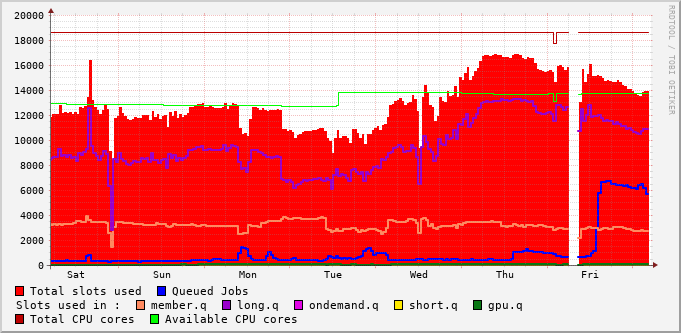 RRDTOOL / TOBI OETIKER
20000
18000
16000
14000
12000
10000
8000
6000
4000
2000
0
Sat Sun Mon Tue Wed Thu Fri
Total slots used Queued Jobs
Slots used in : member.q long.q ondemand.q short.q gpu.q
Total CPU cores Available CPU cores